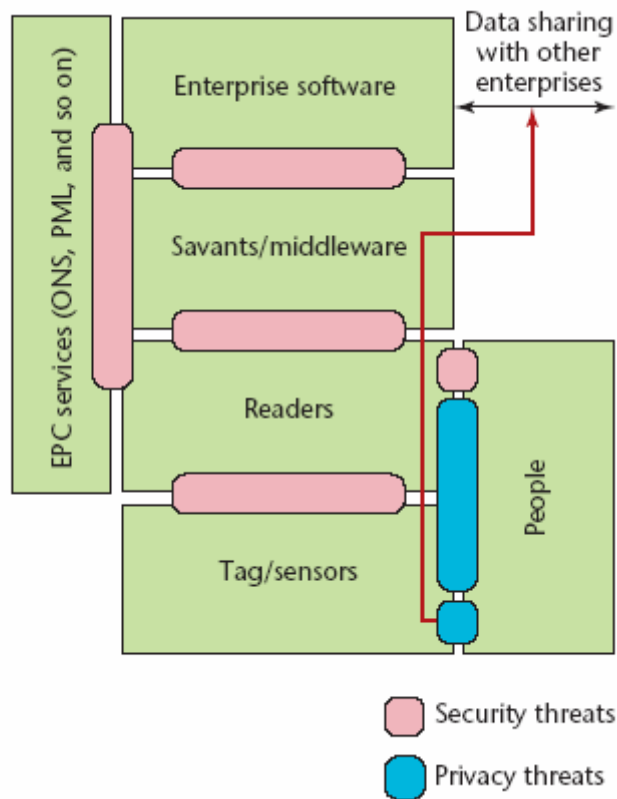 Data sharing
with other
enterprises
Enterprise software
EPC services (ONS, PML, and so on)
Savants/middleware
Readers
People
Tag/sensors
Security threats
Privacy threats